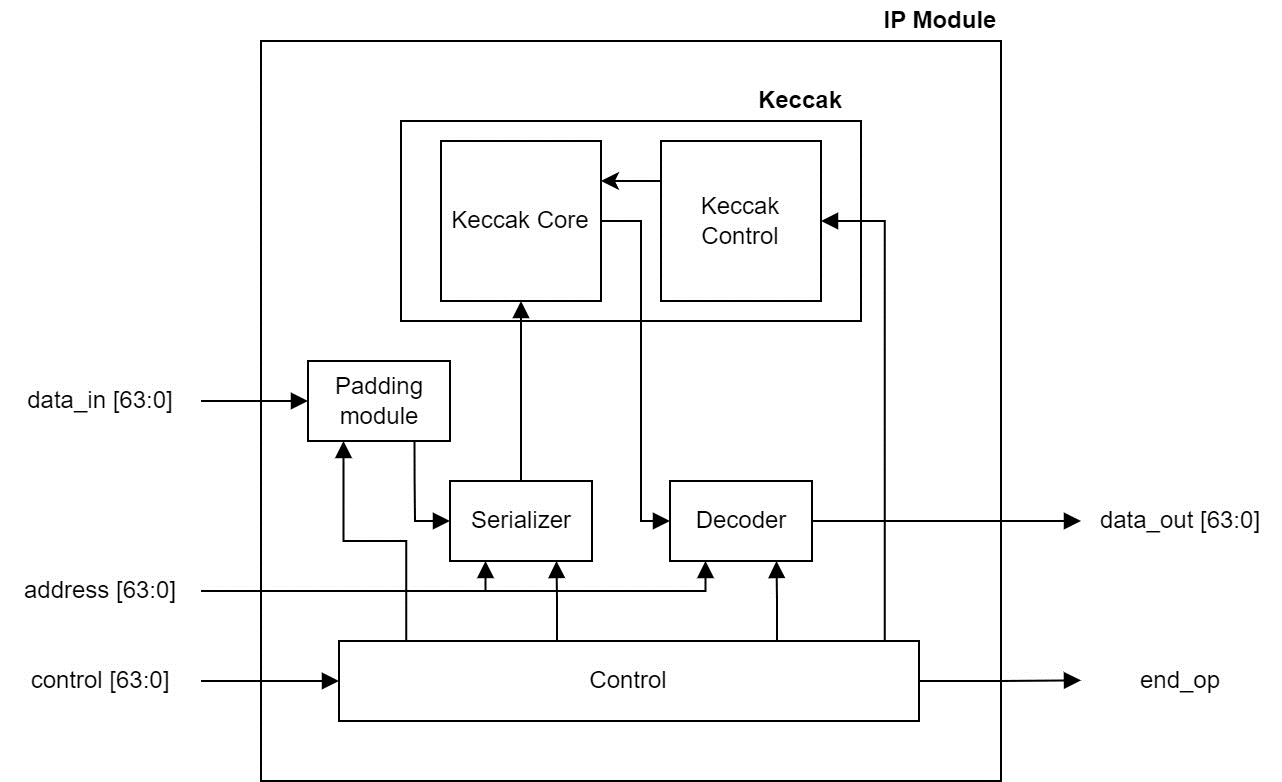 IP Module
Keccak
Keccak Core
Keccak
Control
Padding
module
data_in [63:0]
Serializer
Decoder
data_out [63:0]
address [63:0]
control [63:0]
Control
end_op